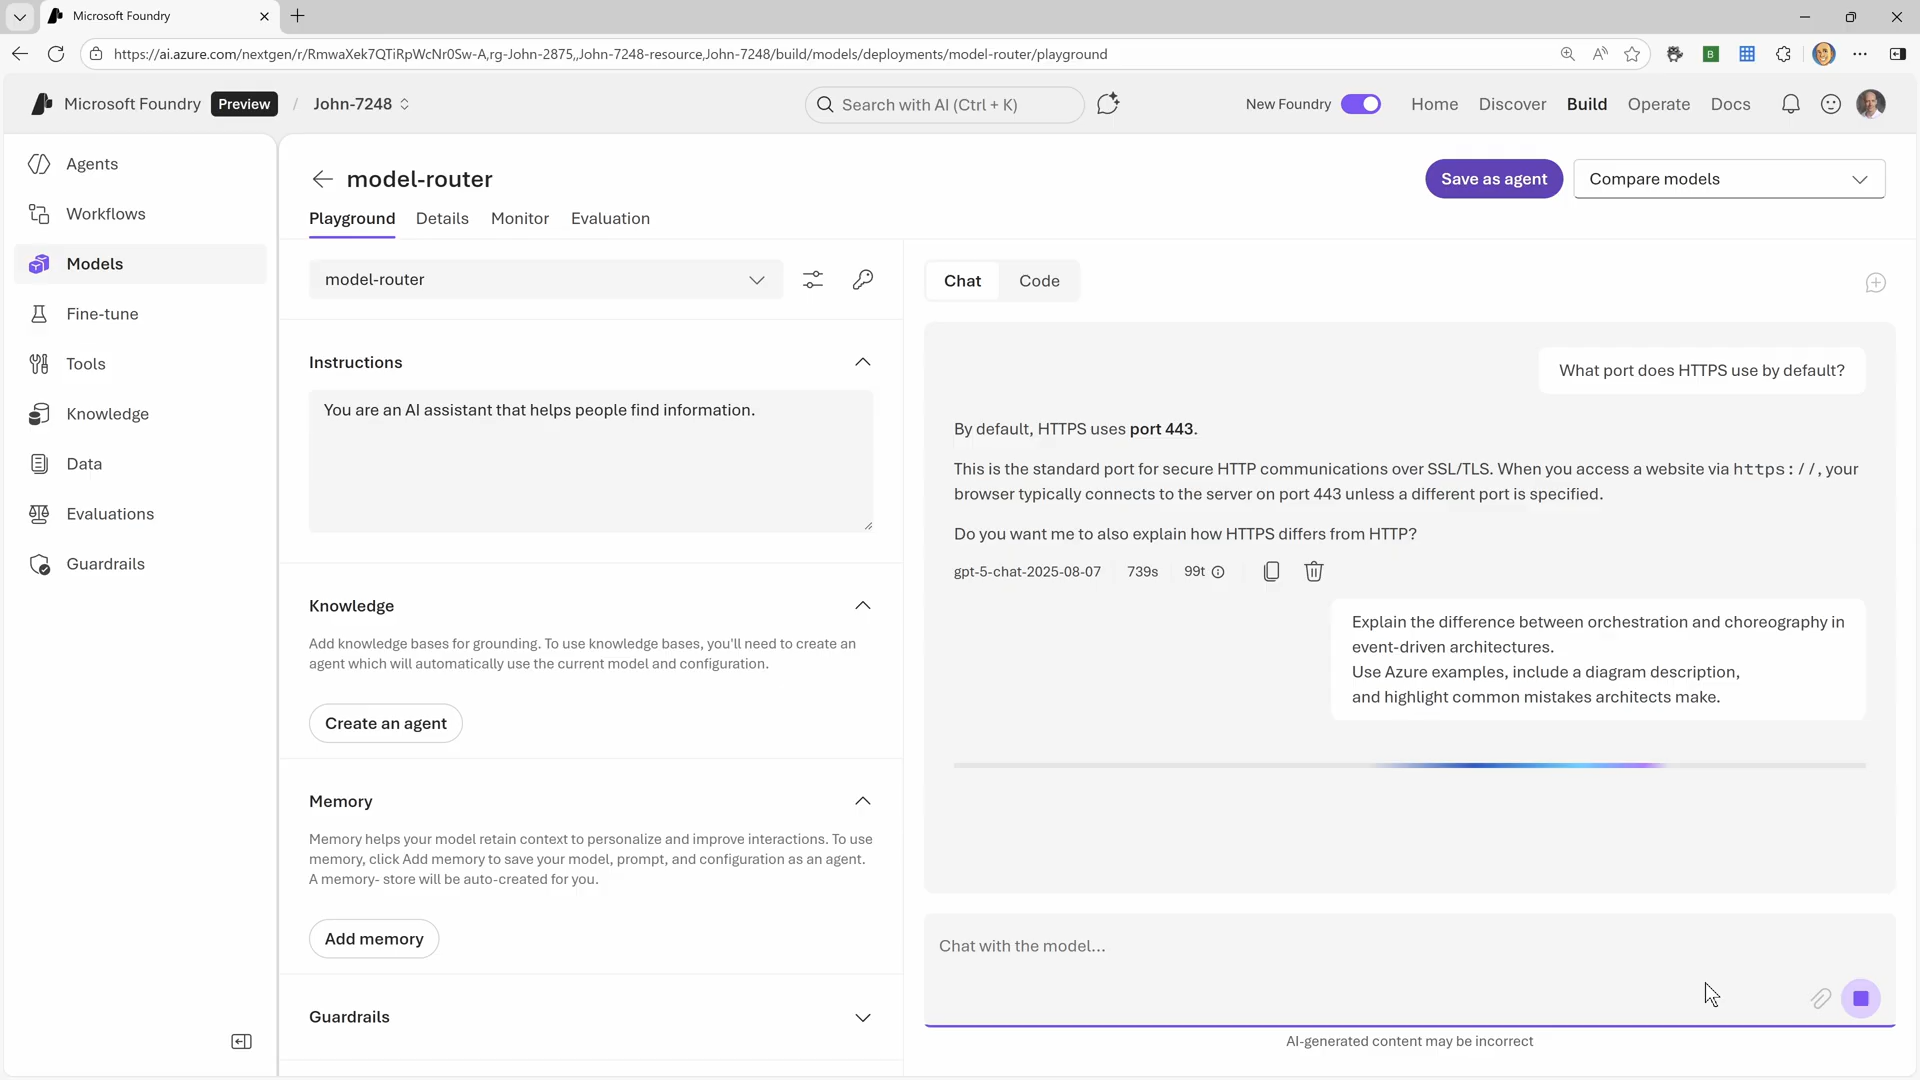 Microsoft Foundry
https://ai.azure.com/nextgen/r/RmwaXek7QTiRpWcNr0Sw-A,rg-John-2875,,John-7248-resource,John-7248/build/models/deployments/model-router/playground
Microsoft Foundry Preview / John-7248
Search with AI (Ctrl + K)
New Foundry Home Discover Build Operate Docs
Agents
Workflows
Models
Fine-tune
Tools
Knowledge
Data
Evaluations
Guardrails
model-router
Save as agent
Compare models
Playground Details Monitor Evaluation
model-router
Instructions
You are an AI assistant that helps people find information.
Knowledge
Add knowledge bases for grounding. To use knowledge bases, you'll need to create an
agent which will automatically use the current model and configuration.
Create an agent
Memory
Memory helps your model retain context to personalize and improve interactions. To use
memory, click Add memory to save your model, prompt, and configuration as an agent.
A memory- store will be auto-created for you.
Add memory
Guardrails
Chat Code
What port does HTTPS use by default?
By default, HTTPS uses port 443.
This is the standard port for secure HTTP communications over SSL/TLS. When you access a website via https://, your
browser typically connects to the server on port 443 unless a different port is specified.
Do you want me to also explain how HTTPS differs from HTTP?
gpt-5-chat-2025-08-07 739s 99t
Explain the difference between orchestration and choreography in
event-driven architectures.
Use Azure examples, include a diagram description,
and highlight common mistakes architects make.
Chat with the model...
AI-generated content may be incorrect